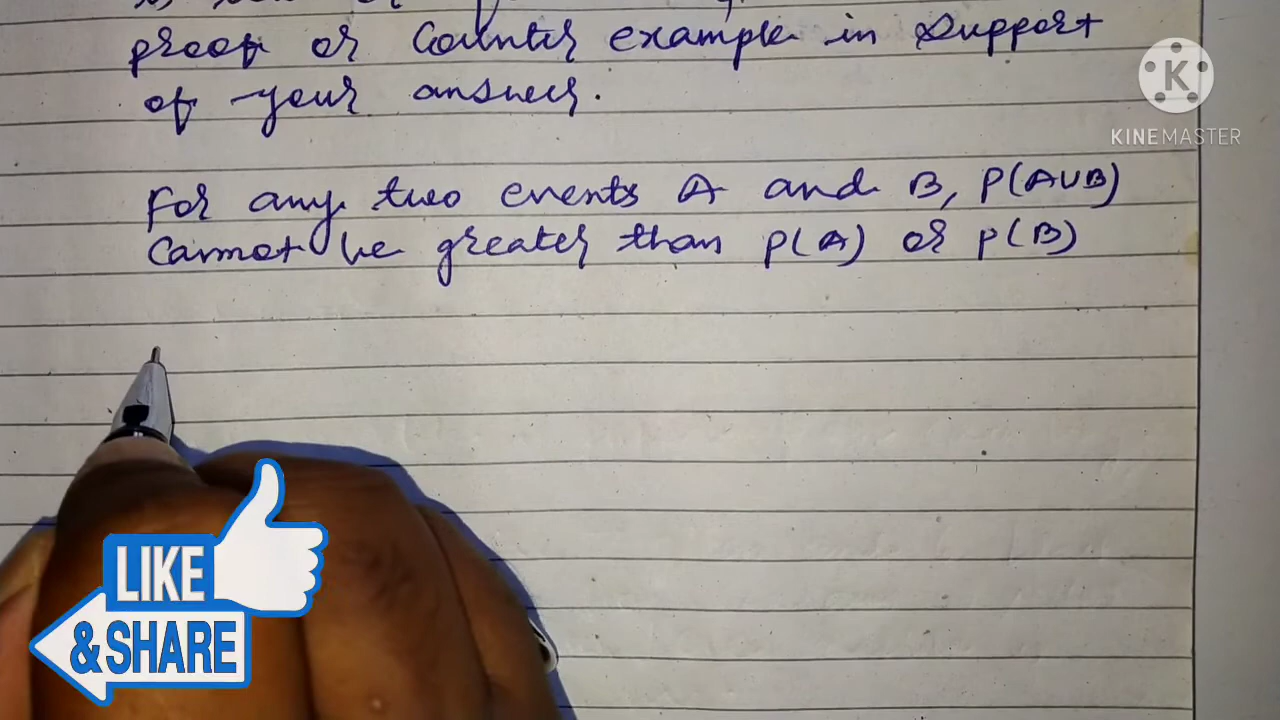 proof or Counter example in Support
of your answer.
For any two events A and B, P(AUB)
Cannot be greater than P(A) or P(B)
K
KINEMASTER
LIKE
& SHARE